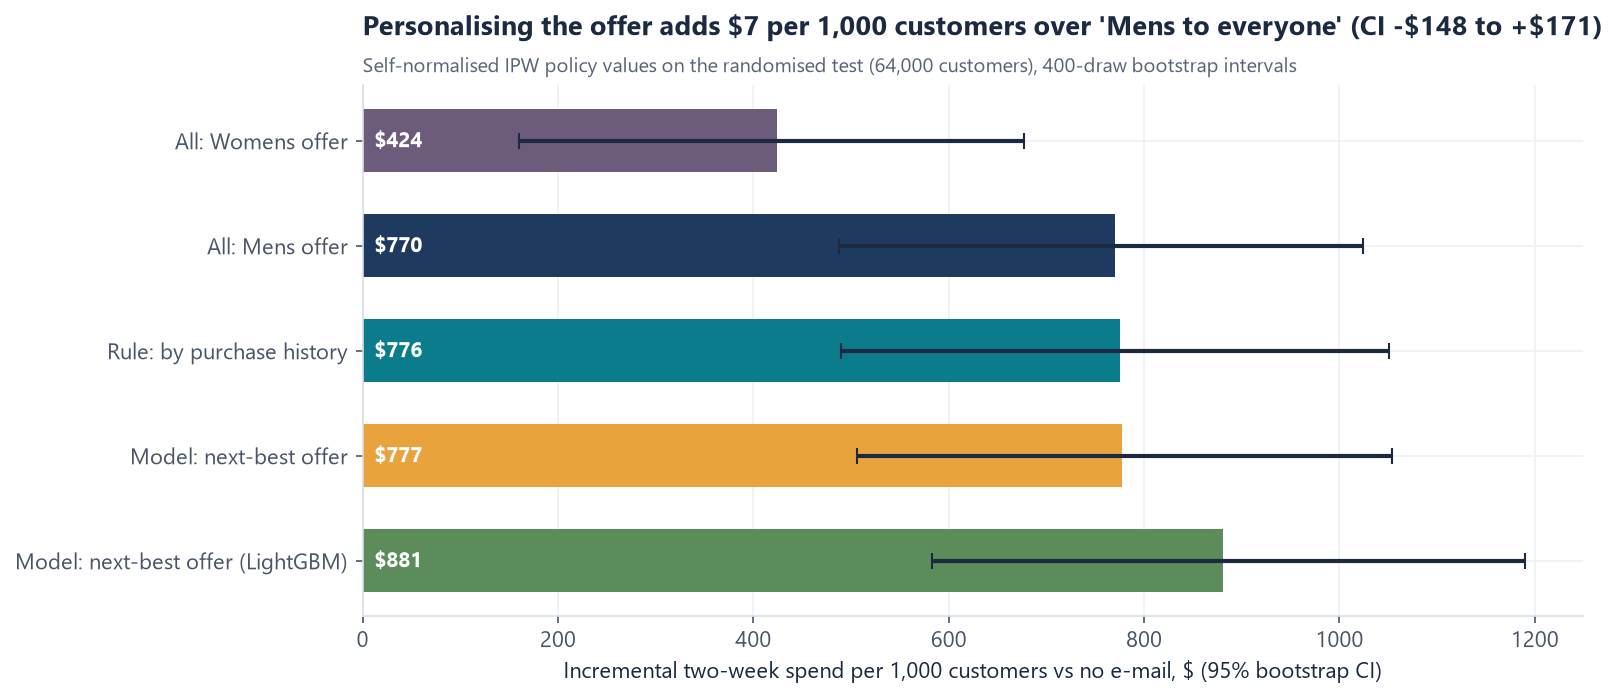 Personalising the offer adds $7 per 1,000 customers over 'Mens to everyone' (CI -$148 to +$171)
Self-normalised IPW policy values on the randomised test (64,000 customers), 400-draw bootstrap intervals
All: Womens offer
$424
All: Mens offer
$770
Rule: by purchase history
$776
Model: next-best offer
$777
Model: next-best offer (LightGBM)
$881
0 200 400 600 800 1000 1200
Incremental two-week spend per 1,000 customers vs no e-mail, $ (95% bootstrap CI)